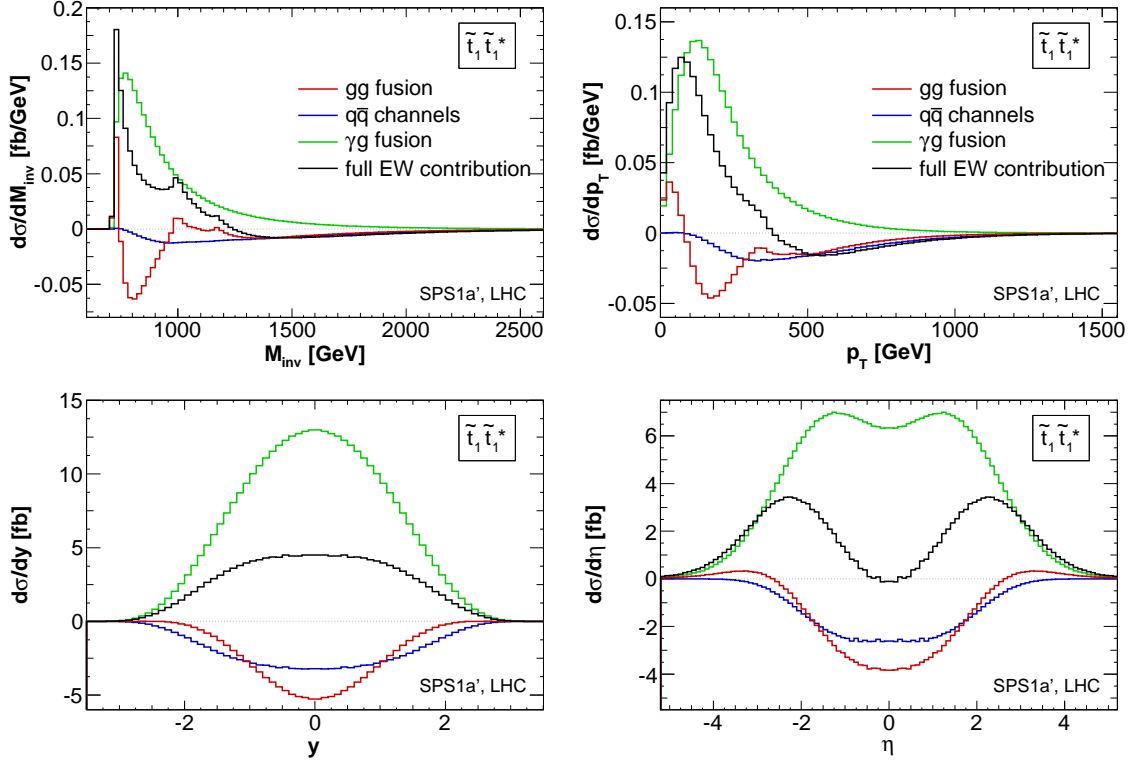 dσ/dM_inv [fb/GeV]
0.2
0.15
0.1
0.05
0
-0.05
t̃₁ t̃₁*
gg fusion
qq̄ channels
γg fusion
full EW contribution
SPS1a', LHC
1000 1500 2000 2500
M_inv [GeV]
dσ/dp_T [fb/GeV]
0.15
0.1
0.05
0
-0.05
t̃₁ t̃₁*
gg fusion
qq̄ channels
γg fusion
full EW contribution
SPS1a', LHC
0 500 1000 1500
p_T [GeV]
dσ/dy [fb]
15
10
5
0
-5
t̃₁ t̃₁*
SPS1a', LHC
-2 0 2
y
dσ/dη [fb]
6
4
2
0
-2
-4
t̃₁ t̃₁*
SPS1a', LHC
-4 -2 0 2 4
η